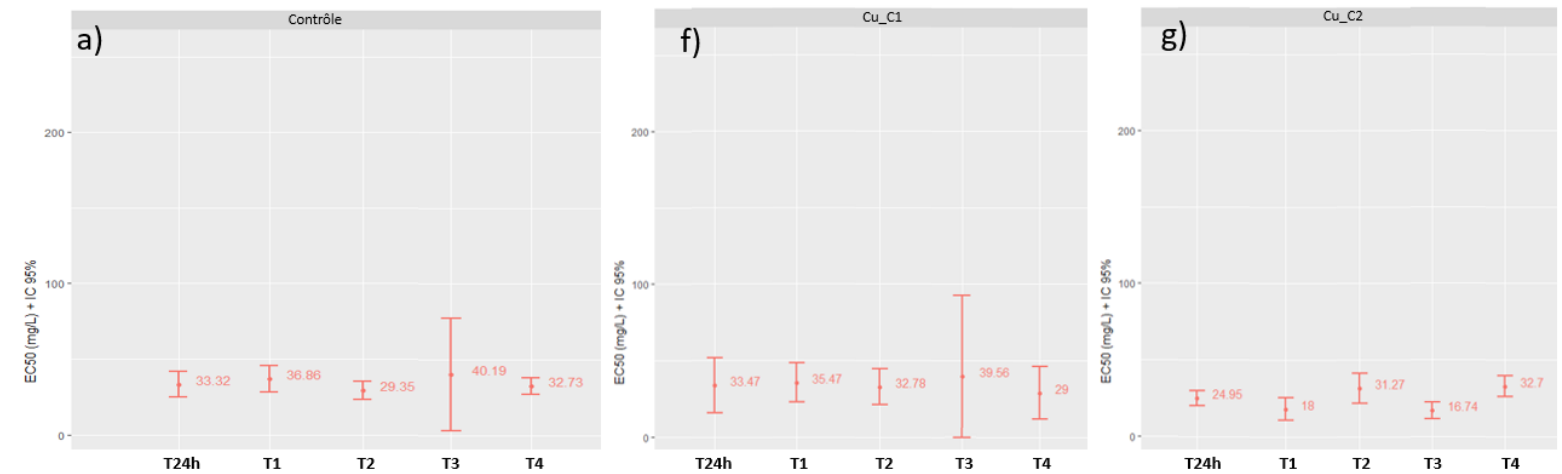 Contrôle
a)
200
100
0
EC50 (mg/L) + IC 95%
33.32
36.86
29.35
40.19
32.73
T24h T1 T2 T3 T4
Cu_C1
f)
200
100
0
EC50 (mg/L) + IC 95%
33.47
35.47
32.78
39.56
29
T24h T1 T2 T3 T4
Cu_C2
g)
200
100
0
EC50 (mg/L) + IC 95%
24.95
18
31.27
16.74
32.7
T24h T1 T2 T3 T4